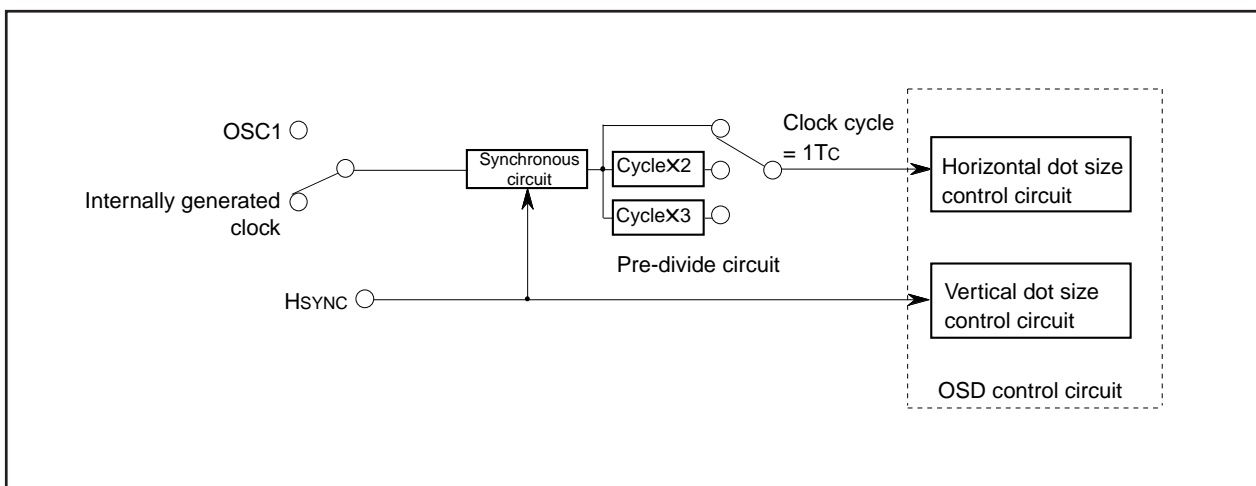 OSC1
Internally generated
clock
HSYNC
Synchronous
circuit
Cycle×2
Cycle×3
Pre-divide circuit
Clock cycle
= 1TC
Horizontal dot size
control circuit
Vertical dot size
control circuit
OSD control circuit